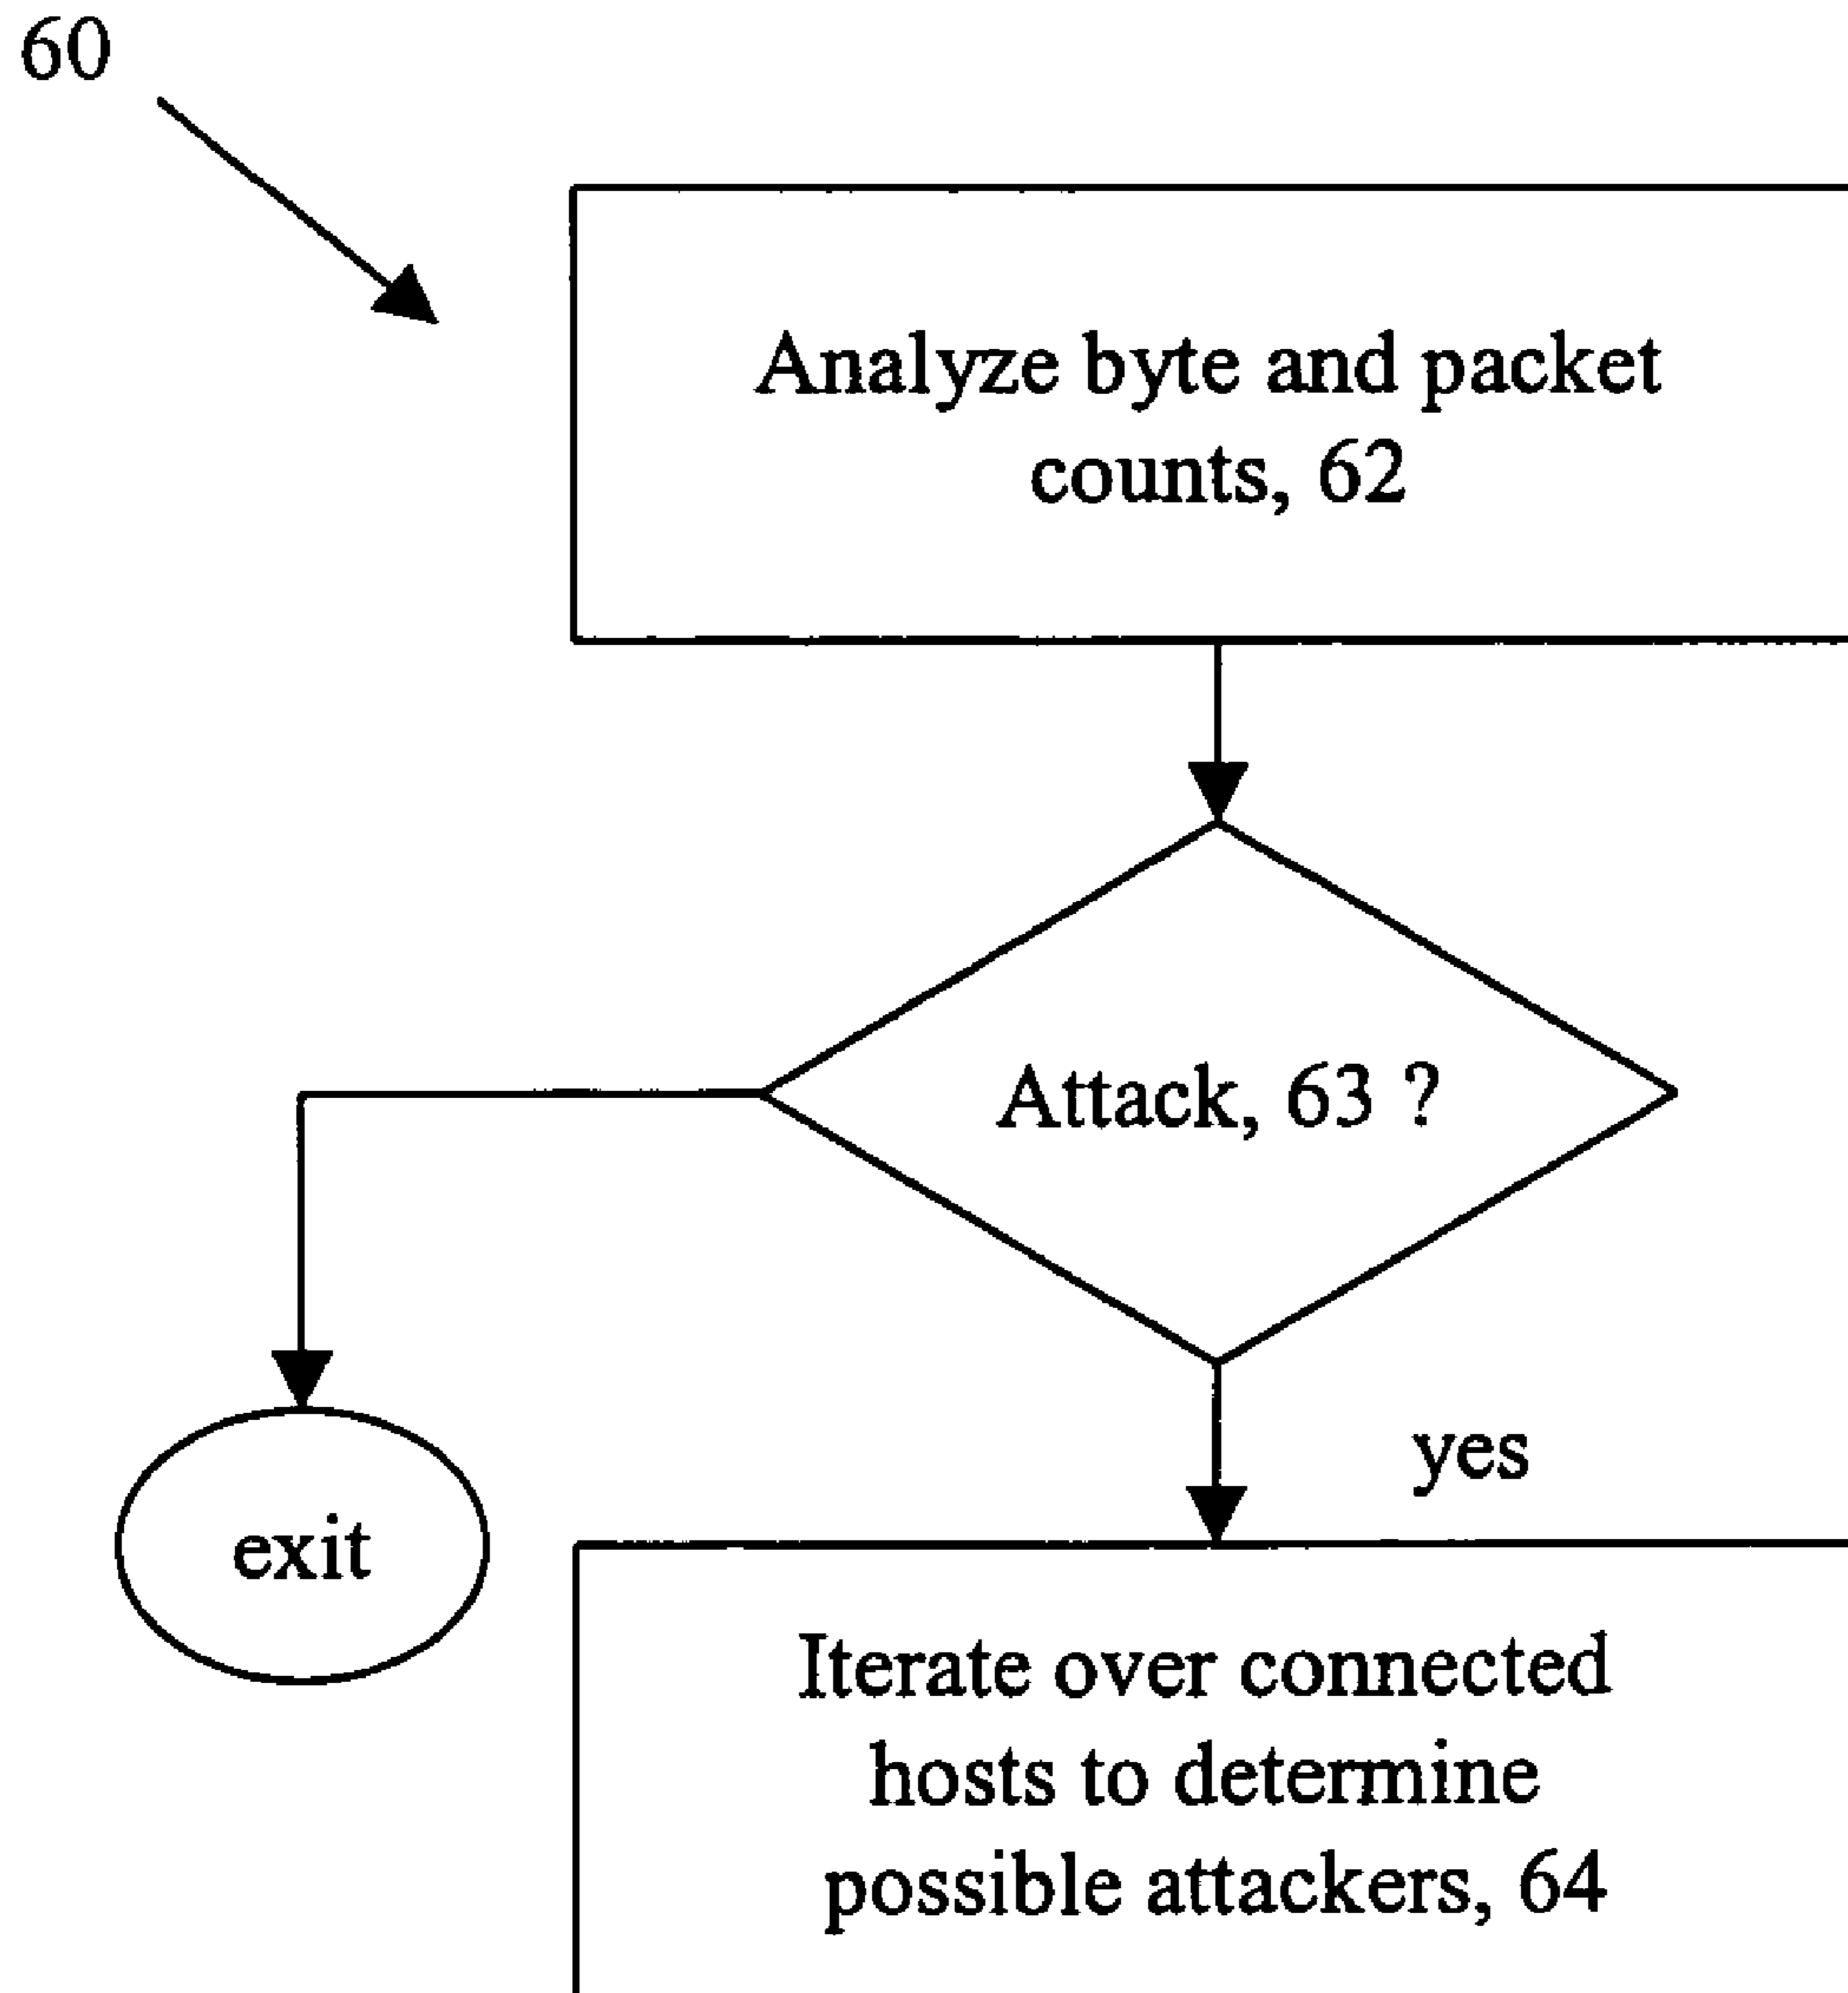 60
Analyze byte and packet
counts, 62
Attack, 63 ?
yes
exit
Iterate over connected
hosts to determine
possible attackers, 64